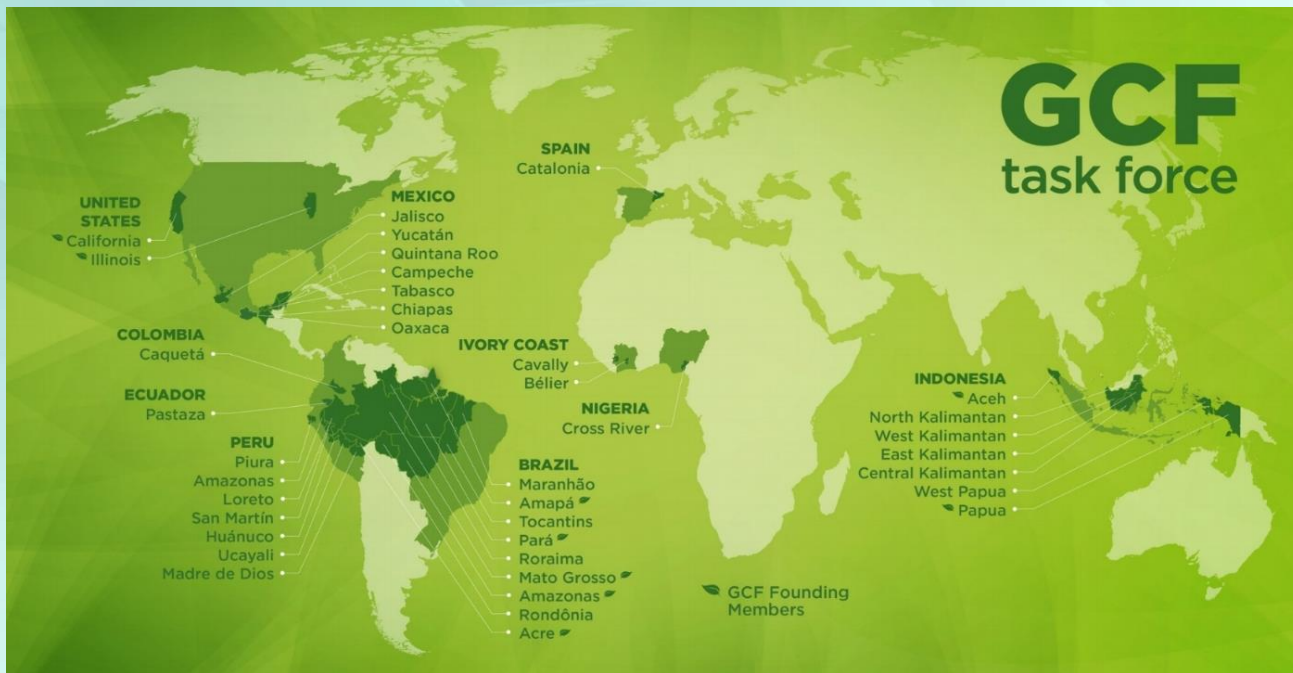 GCF
task force
UNITED
STATES
California
Illinois
MEXICO
Jalisco
Yucatán
Quintana Roo
Campeche
Tabasco
Chiapas
Oaxaca
SPAIN
Catalonia
COLOMBIA
Caquetá
ECUADOR
Pastaza
PERU
Piura
Amazonas
Loreto
San Martín
Huánuco
Ucayali
Madre de Dios
BRAZIL
Maranhão
Amapá
Tocantins
Pará
Roraima
Mato Grosso
Amazonas
Rondônia
Acre
IVORY COAST
Cavally
Bélier
NIGERIA
Cross River
INDONESIA
Aceh
North Kalimantan
West Kalimantan
East Kalimantan
Central Kalimantan
West Papua
Papua
GCF Founding
Members